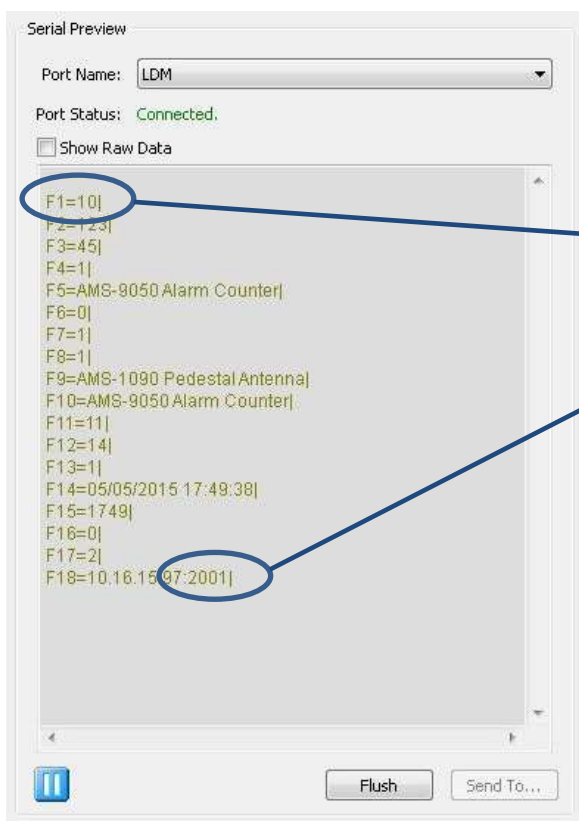 Serial Preview
Port Name: LDM
Port Status: Connected.
Show Raw Data
F1=10|
F2=123|
F3=45|
F4=1|
F5=AMS-9050 Alarm Counter|
F6=0|
F7=1|
F8=1|
F9=AMS-1090 Pedestal Antenna|
F10=AMS-9050 Alarm Counter|
F11=11|
F12=14|
F13=1|
F14=05/05/2015 17:49:38|
F15=1749|
F16=0|
F17=2|
F18=10.16.15.97:2001|
Flush Send To...